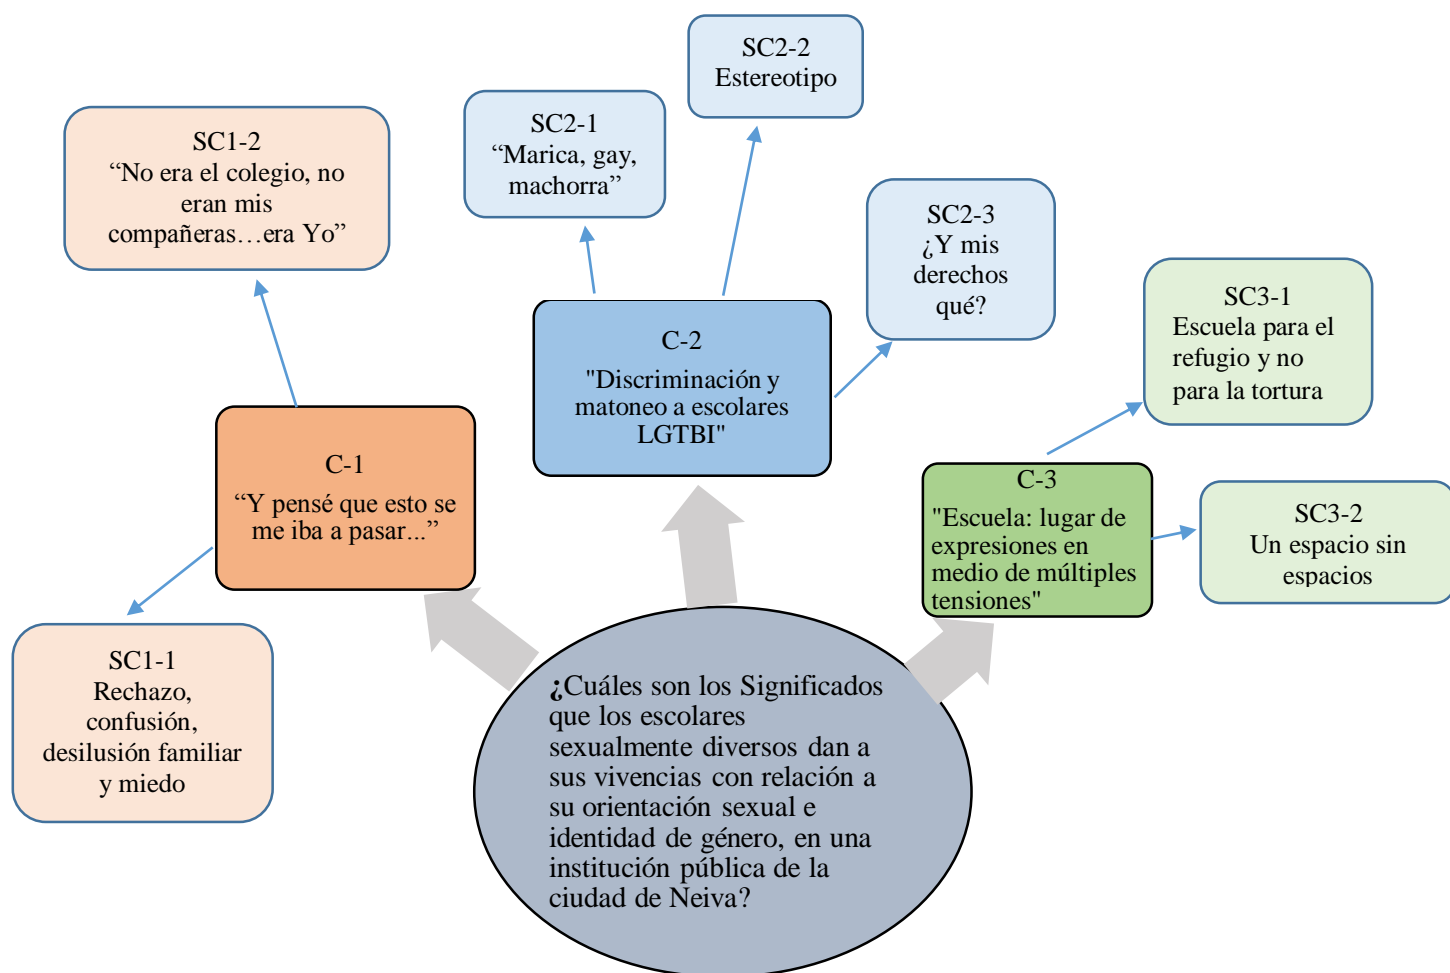 SC2-2
Estereotipo
SC2-1
“Marica, gay,
machorra”
SC1-2
“No era el colegio, no
eran mis
compañeras…era Yo”
SC2-3
¿Y mis
derechos
qué?
SC3-1
Escuela para el
refugio y no
para la tortura
C-2
"Discriminación y
matoneo a escolares
LGTBI"
C-1
“Y pensé que esto se
me iba a pasar...”
C-3
"Escuela: lugar de
expresiones en
medio de múltiples
tensiones"
SC3-2
Un espacio sin
espacios
SC1-1
Rechazo,
confusión,
desilusión familiar
y miedo
¿Cuáles son los Significados
que los escolares
sexualmente diversos dan a
sus vivencias con relación a
su orientación sexual e
identidad de género, en una
institución pública de la
ciudad de Neiva?